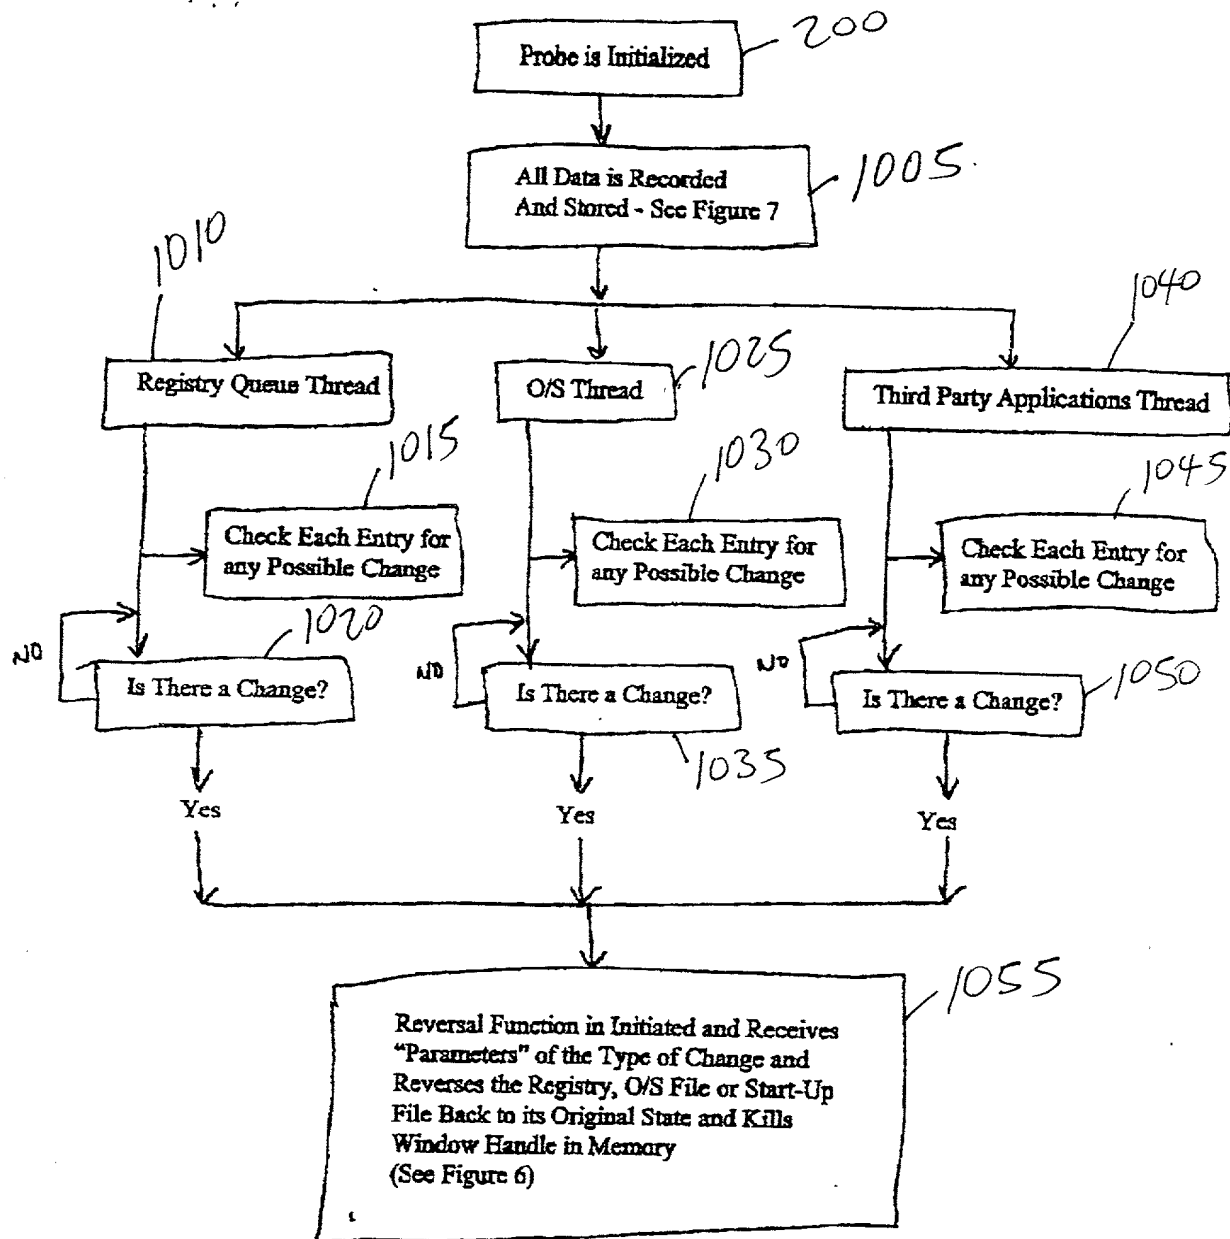 Probe is Initialized
200
All Data is Recorded
And Stored - See Figure 7
1005
1010
Registry Queue Thread
O/S Thread
1025
Third Party Applications Thread
1040
1015
Check Each Entry for
any Possible Change
1030
Check Each Entry for
any Possible Change
1045
Check Each Entry for
any Possible Change
NO
1020
Is There a Change?
NO
Is There a Change?
1035
NO
Is There a Change?
1050
Yes
Yes
Yes
1055
Reversal Function in Initiated and Receives
"Parameters" of the Type of Change and
Reverses the Registry, O/S File or Start-Up
File Back to its Original State and Kills
Window Handle in Memory
(See Figure 6)